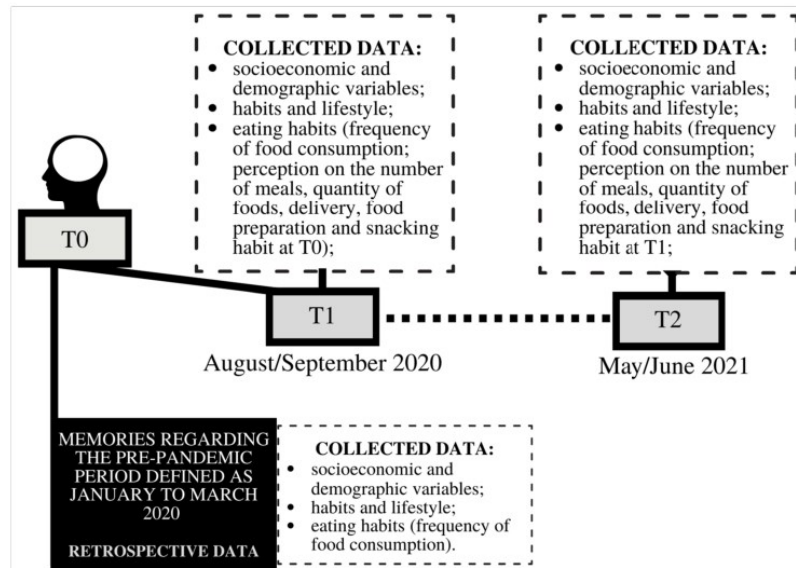 COLLECTED DATA:
• socioeconomic and
demographic variables;
• habits and lifestyle;
• eating habits (frequency
of food consumption;
perception on the number
of meals, quantity of
foods, delivery, food
preparation and snacking
habit at T0);
COLLECTED DATA:
• socioeconomic and
demographic variables;
• habits and lifestyle;
• eating habits (frequency
of food consumption;
perception on the number
of meals, quantity of
foods, delivery, food
preparation and snacking
habit at T1;
T0
T1
August/September 2020
T2
May/June 2021
MEMORIES REGARDING
THE PRE-PANDEMIC
PERIOD DEFINED AS
JANUARY TO MARCH
2020
RETROSPECTIVE DATA
COLLECTED DATA:
• socioeconomic and
demographic variables;
• habits and lifestyle;
• eating habits (frequency of
food consumption).